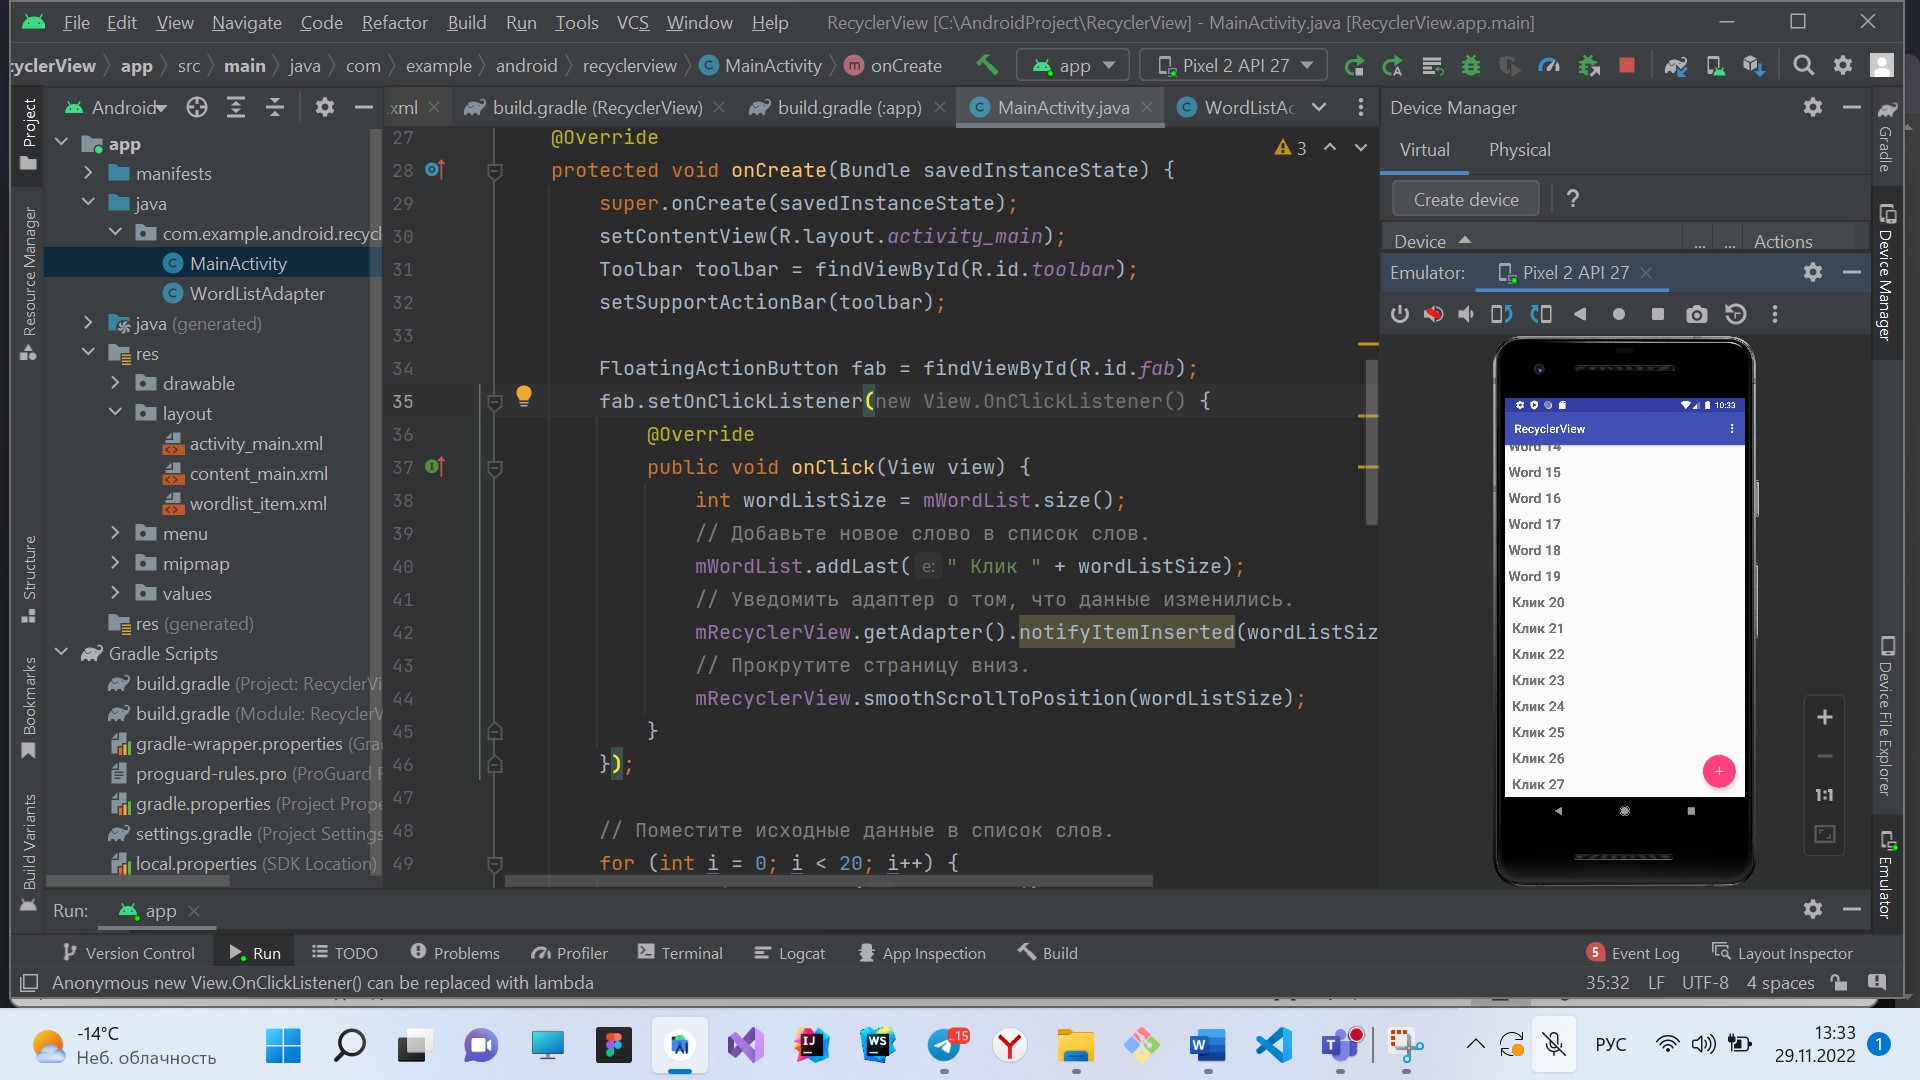 File Edit View Navigate Code Refactor Build Run Tools VCS Window Help RecyclerView [C:\AndroidProject\RecyclerView] - MainActivity.java [RecyclerView.app.main]
cyclerView app src main java com example android recyclerview MainActivity onCreate app Pixel 2 API 27
Android
.xml build.gradle (RecyclerView) build.gradle (:app) MainActivity.java WordListAc
Project
Resource Manager
Structure
Bookmarks
Build Variants
app
manifests
java
com.example.android.recycl
MainActivity
WordListAdapter
java (generated)
res
drawable
layout
activity_main.xml
content_main.xml
wordlist_item.xml
menu
mipmap
values
res (generated)
Gradle Scripts
build.gradle (Project: RecyclerVi
build.gradle (Module: RecyclerV
gradle-wrapper.properties (Gra
proguard-rules.pro (ProGuard F
gradle.properties (Project Prope
settings.gradle (Project Settings
local.properties (SDK Location)
3
27 @Override
28 protected void onCreate(Bundle savedInstanceState) {
29 super.onCreate(savedInstanceState);
30 setContentView(R.layout.activity_main);
31 Toolbar toolbar = findViewById(R.id.toolbar);
32 setSupportActionBar(toolbar);
33
34 FloatingActionButton fab = findViewById(R.id.fab);
35 fab.setOnClickListener(new View.OnClickListener() {
36 @Override
37 public void onClick(View view) {
38 int wordListSize = mWordList.size();
39 // Добавьте новое слово в список слов.
40 mWordList.addLast( e: " Клик " + wordListSize);
41 // Уведомить адаптер о том, что данные изменились.
42 mRecyclerView.getAdapter().notifyItemInserted(wordListSiz
43 // Прокрутите страницу вниз.
44 mRecyclerView.smoothScrollToPosition(wordListSize);
45 }
46 });
47
48 // Поместите исходные данные в список слов.
49 for (int i = 0; i < 20; i++) {
Device Manager
Virtual Physical
Create device ?
Device ... ... Actions
Emulator: Pixel 2 API 27
10:33
RecyclerView
Word 14
Word 15
Word 16
Word 17
Word 18
Word 19
Клик 20
Клик 21
Клик 22
Клик 23
Клик 24
Клик 25
Клик 26
Клик 27
+
+
1:1
Gradle
Device Manager
Device File Explorer
Emulator
Run: app
Version Control Run TODO Problems Profiler Terminal Logcat App Inspection Build 5 Event Log Layout Inspector
Anonymous new View.OnClickListener() can be replaced with lambda 35:32 LF UTF-8 4 spaces
-14°C
Неб. облачность
IJ
WS
..15
РУС
13:33
29.11.2022
1